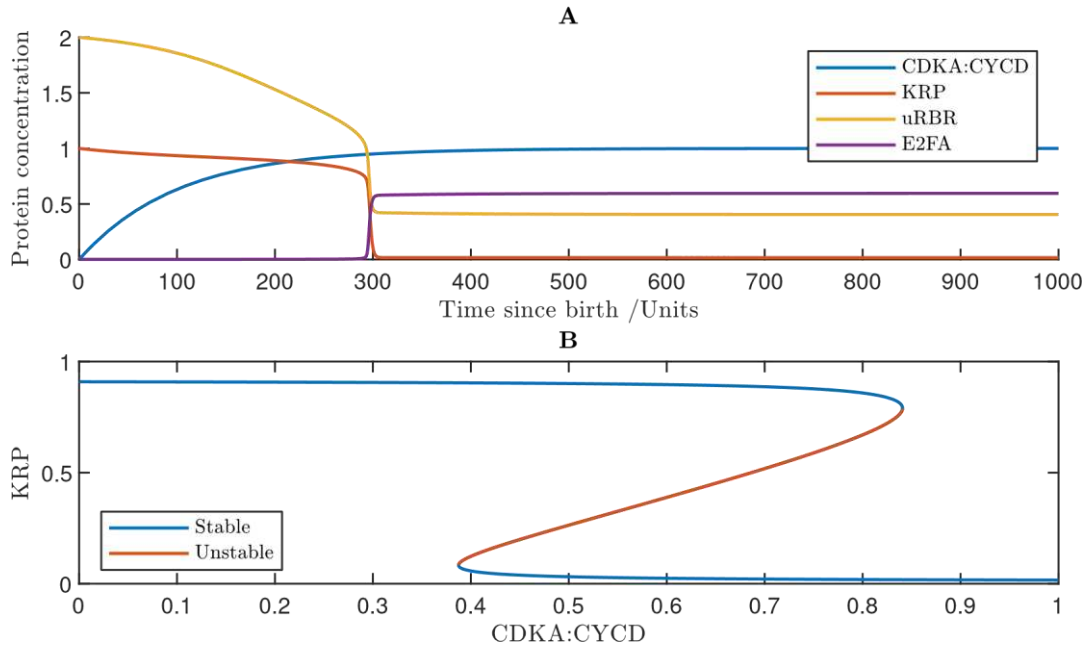 A
Protein concentration
2
1.5
1
0.5
0
CDKA:CYCD
KRP
uRBR
E2FA
0 100 200 300 400 500 600 700 800 900 1000
Time since birth /Units
B
KRP
1
0.5
0
Stable
Unstable
0 0.1 0.2 0.3 0.4 0.5 0.6 0.7 0.8 0.9 1
CDKA:CYCD